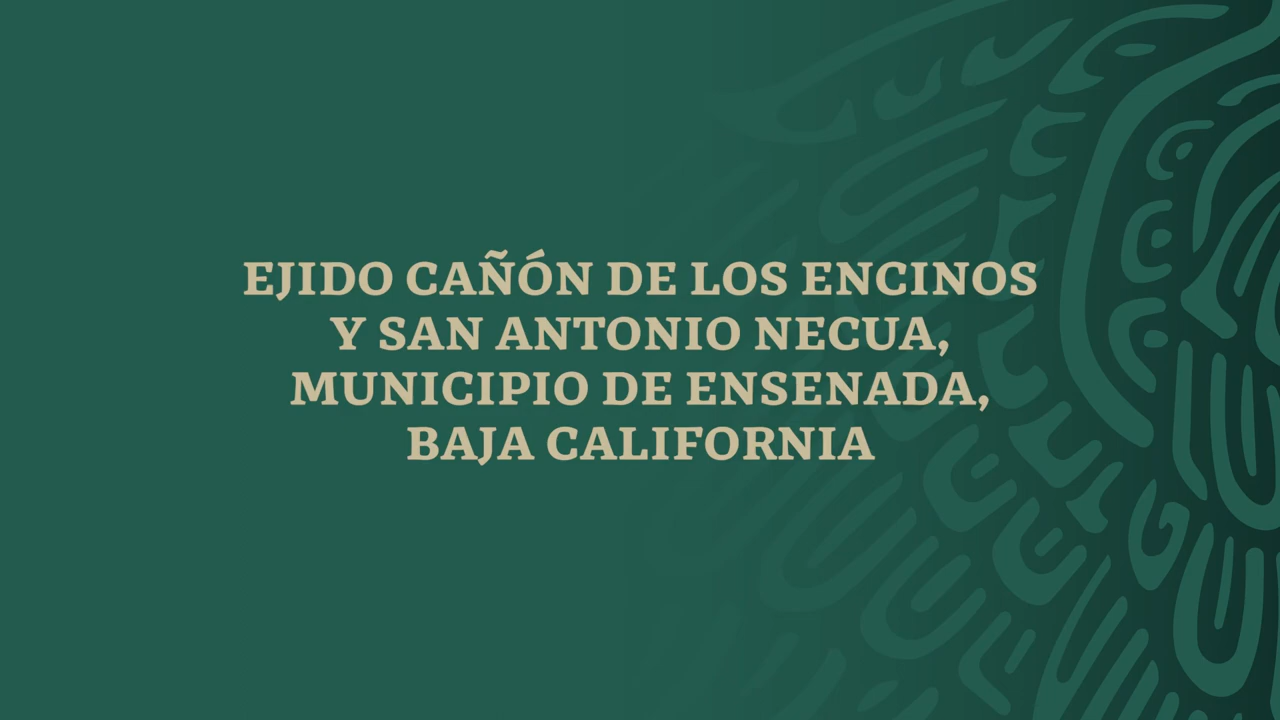 EJIDO CAÑÓN DE LOS ENCINOS
Y SAN ANTONIO NECUA,
MUNICIPIO DE ENSENADA,
BAJA CALIFORNIA